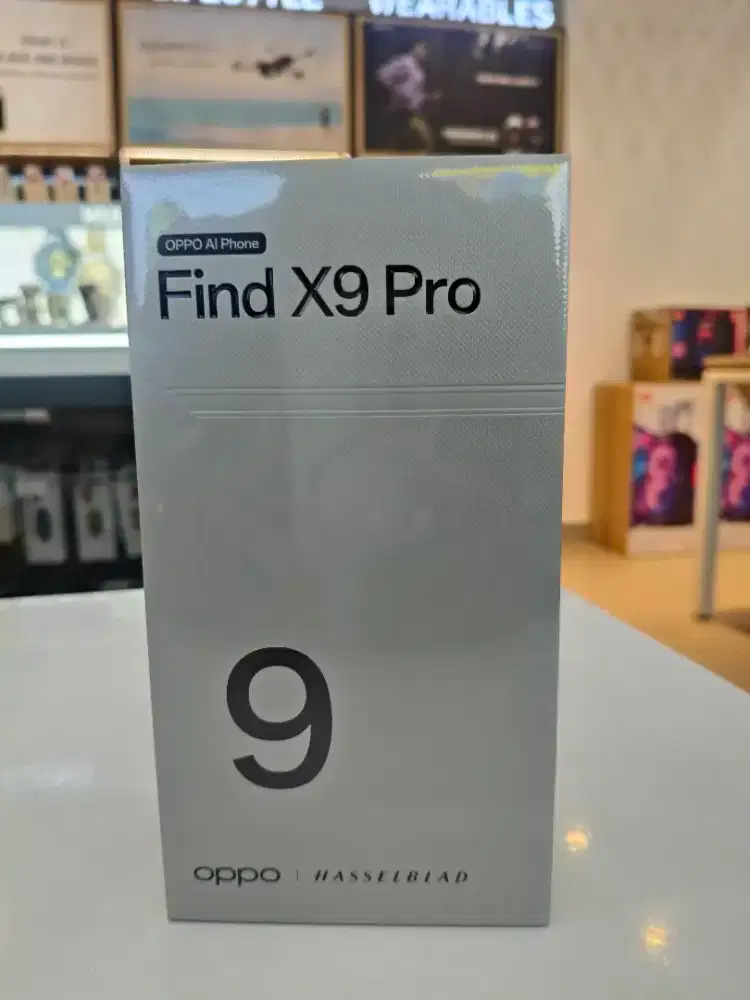 WEARABLES
OPPO AI Phone
Find X9 Pro
9
oppo | HASSELBLAD